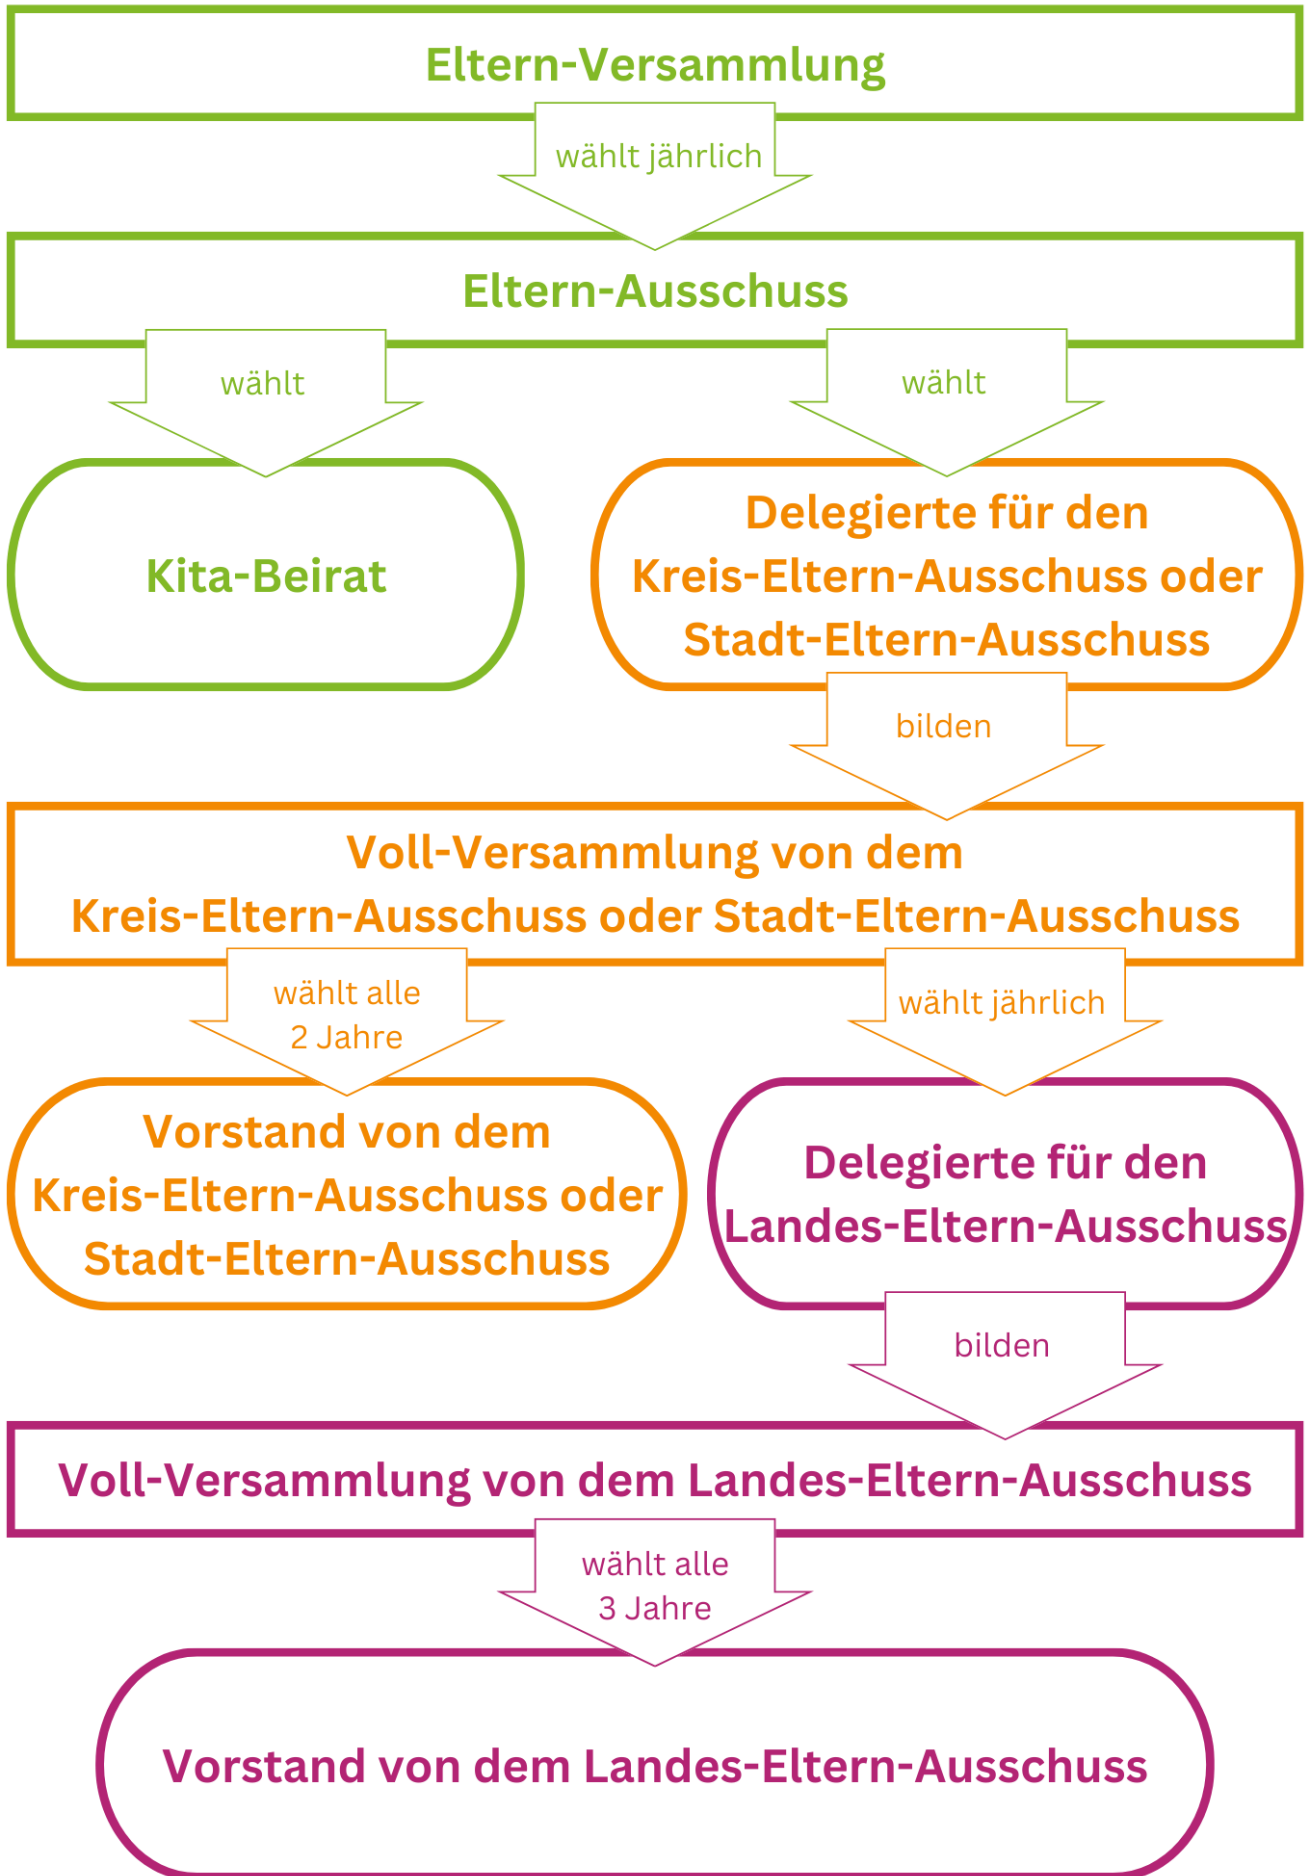 Eltern-Versammlung
wählt jährlich
Eltern-Ausschuss
wählt
wählt
Kita-Beirat
Delegierte für den
Kreis-Eltern-Ausschuss oder
Stadt-Eltern-Ausschuss
bilden
Voll-Versammlung von dem
Kreis-Eltern-Ausschuss oder Stadt-Eltern-Ausschuss
wählt alle
2 Jahre
wählt jährlich
Vorstand von dem
Kreis-Eltern-Ausschuss oder
Stadt-Eltern-Ausschuss
Delegierte für den
Landes-Eltern-Ausschuss
bilden
Voll-Versammlung von dem Landes-Eltern-Ausschuss
wählt alle
3 Jahre
Vorstand von dem Landes-Eltern-Ausschuss